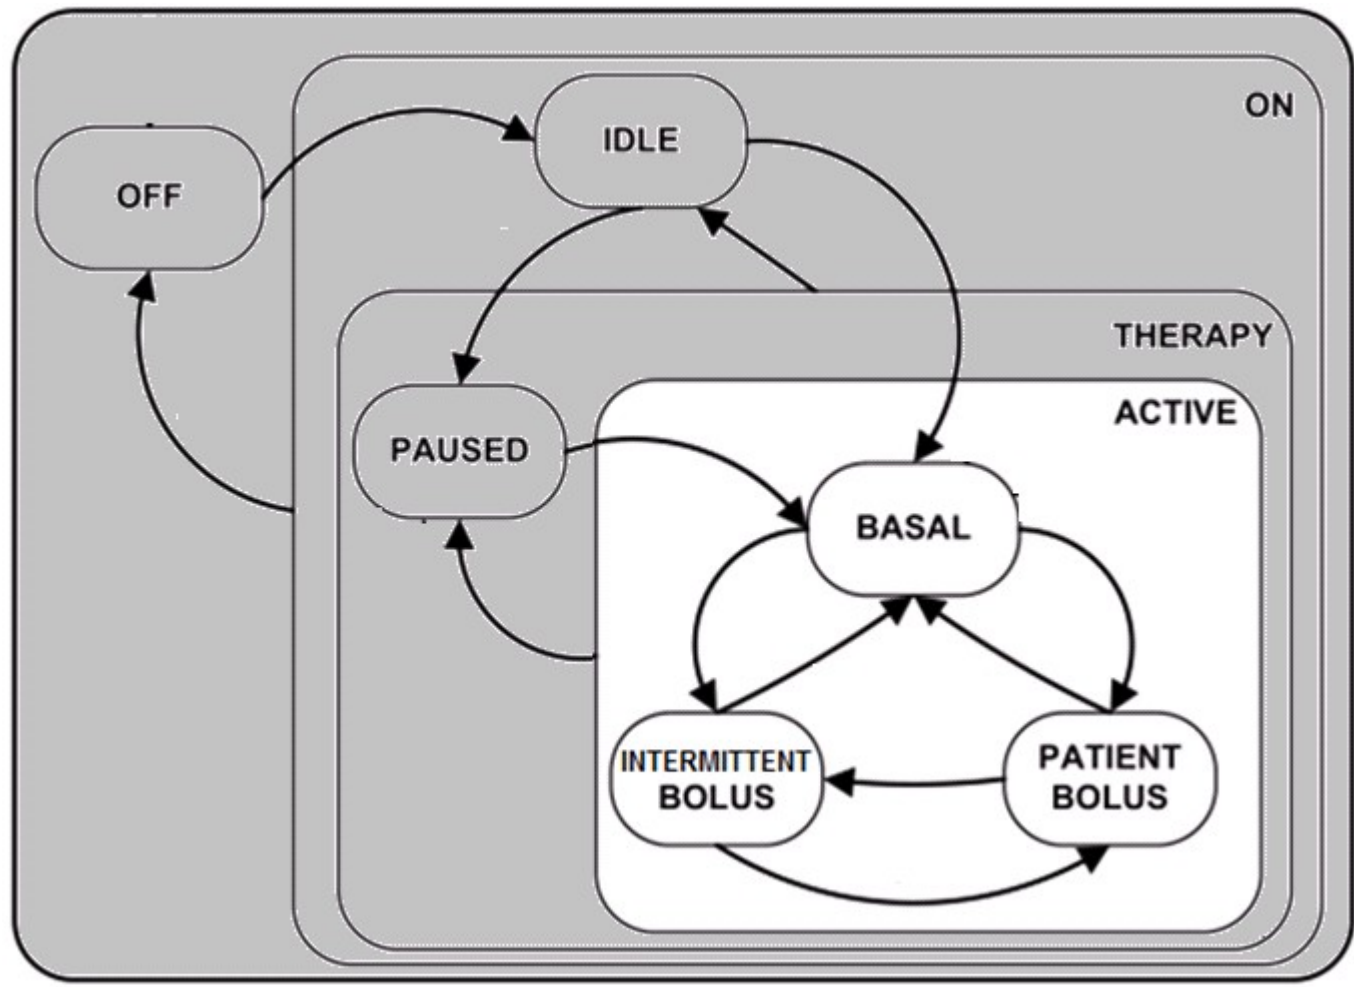 ON
IDLE
OFF
THERAPY
ACTIVE
PAUSED
BASAL
INTERMITTENT
BOLUS
PATIENT
BOLUS